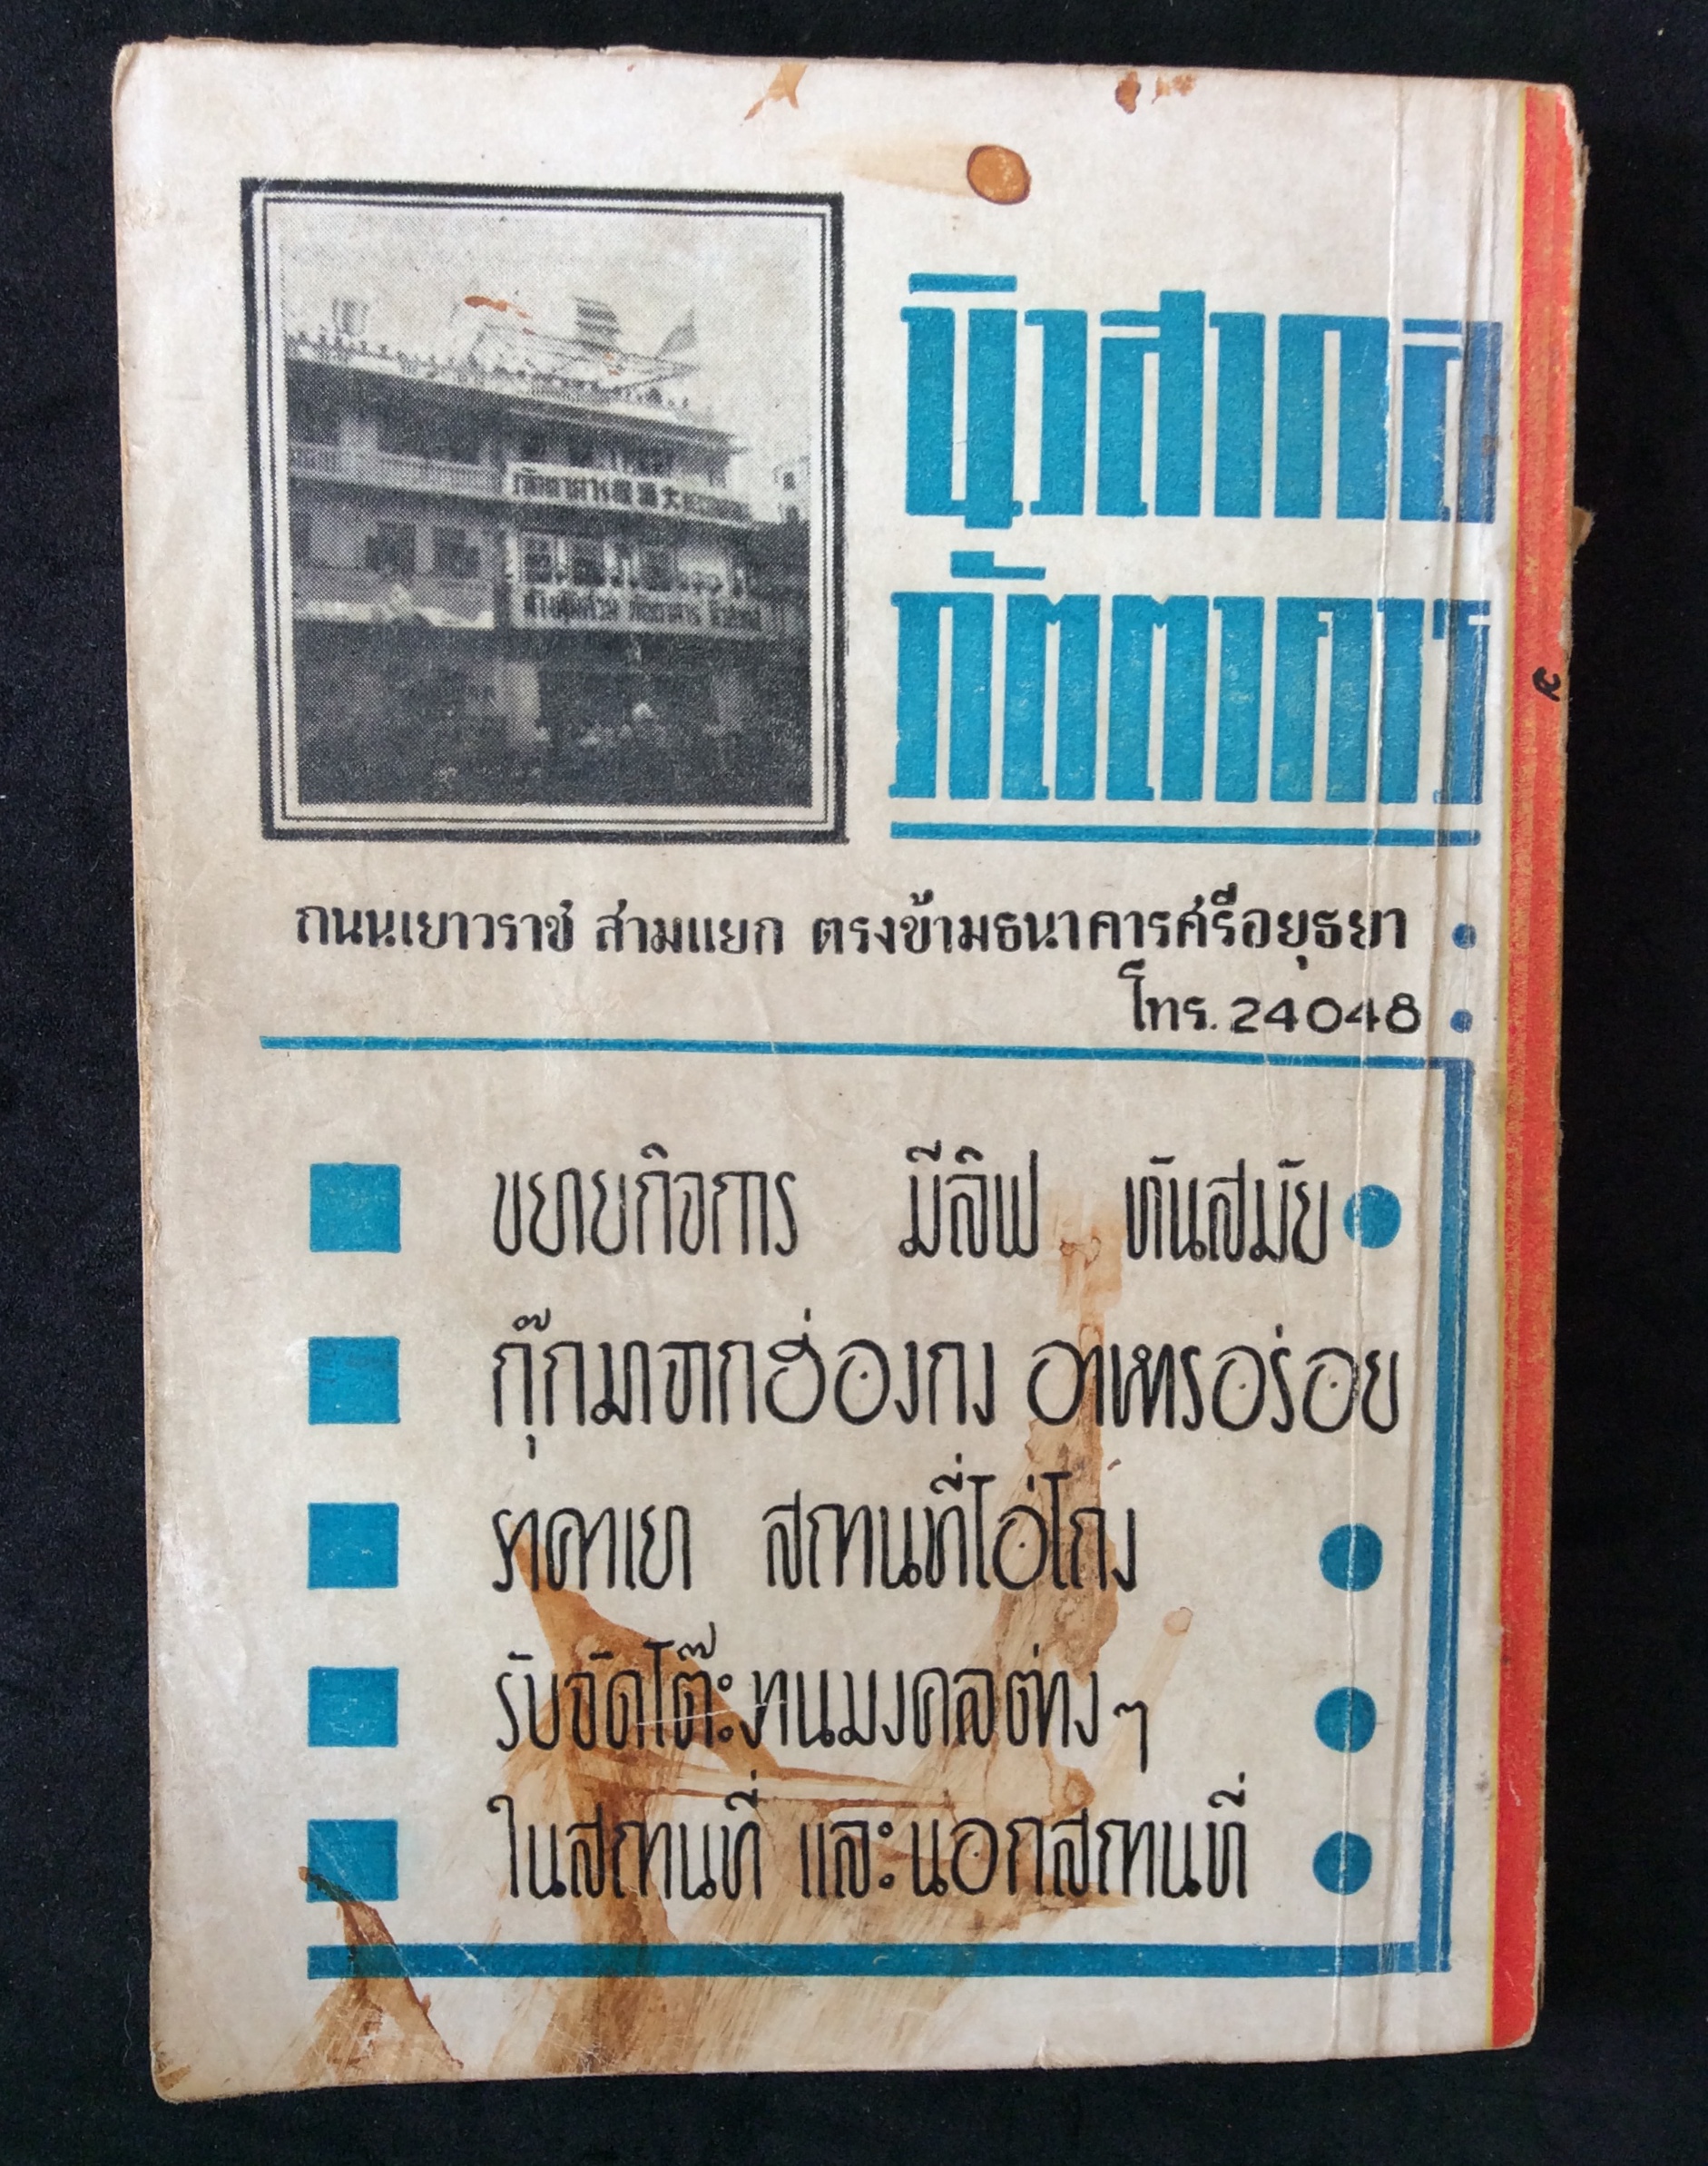 นิวสากล
ภัตตาคาร
ถนนเยาวราช สามแยก ตรงข้ามธนาคารศรีอยุธยา
โทร. 24048
ขยายกิจการ มีลิฟ ทันสมัย
กุ๊กมาจากฮ่องกง อาหารอร่อย
ราคาเยา สถานที่โอ่โถง
รับจัดโต๊ะงานมงคลต่างๆ
ในสถานที่ และนอกสถานที่